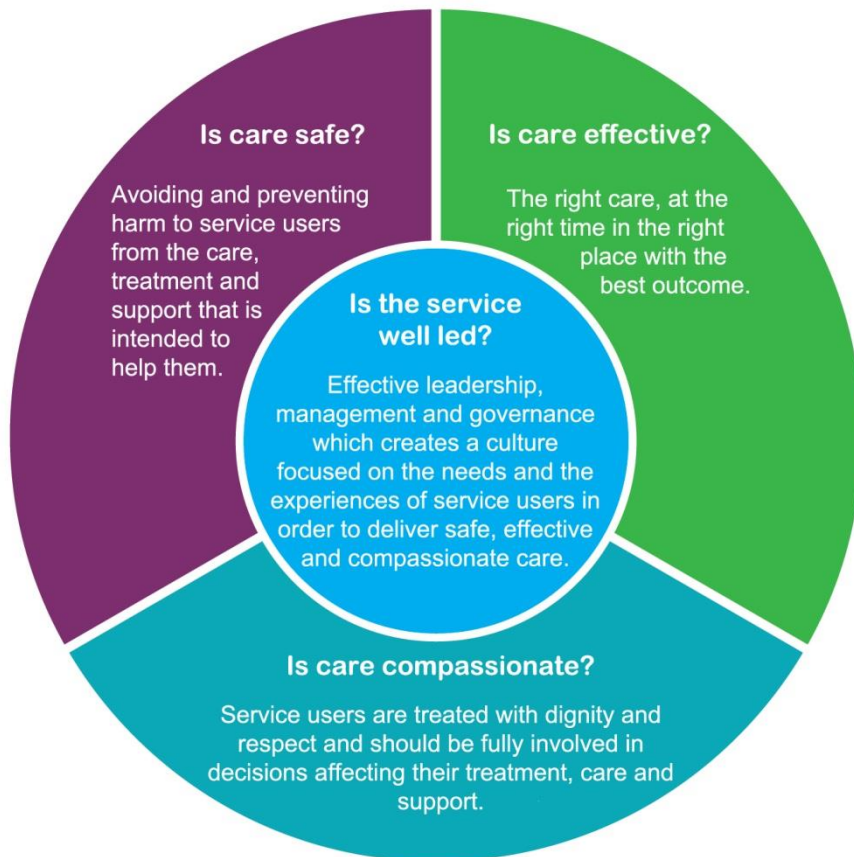 Is care safe?
Avoiding and preventing
harm to service users
from the care,
treatment and
support that is
intended to
help them.
Is care effective?
The right care, at the
right time in the right
place with the
best outcome.
Is the service
well led?
Effective leadership,
management and governance
which creates a culture
focused on the needs and the
experiences of service users in
order to deliver safe, effective
and compassionate care.
Is care compassionate?
Service users are treated with dignity and
respect and should be fully involved in
decisions affecting their treatment, care and
support.